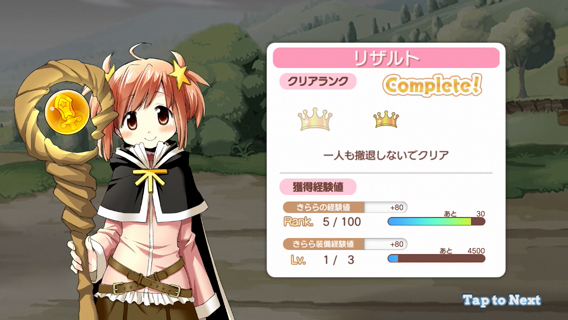 リザルト
クリアランク
Complete!
一人も撤退しないでクリア
獲得経験値
きららの経験値 +80
あと 30
Rank. 5 / 100
きらら装備経験値 +80
あと 4500
Lv. 1 / 3
Tap to Next